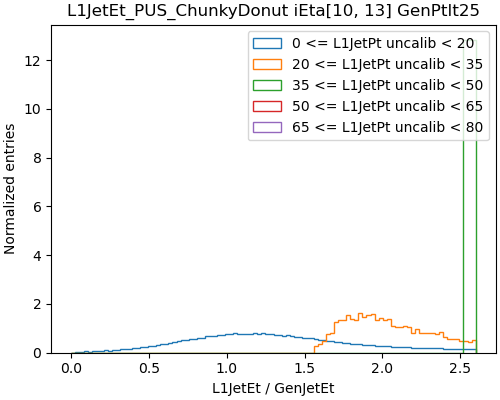 L1JetEt_PUS_ChunkyDonut iEta[10, 13] GenPtlt25
0 <= L1JetPt uncalib < 20
20 <= L1JetPt uncalib < 35
35 <= L1JetPt uncalib < 50
50 <= L1JetPt uncalib < 65
65 <= L1JetPt uncalib < 80
Normalized entries
12
10
8
6
4
2
0
0.0 0.5 1.0 1.5 2.0 2.5
L1JetEt / GenJetEt